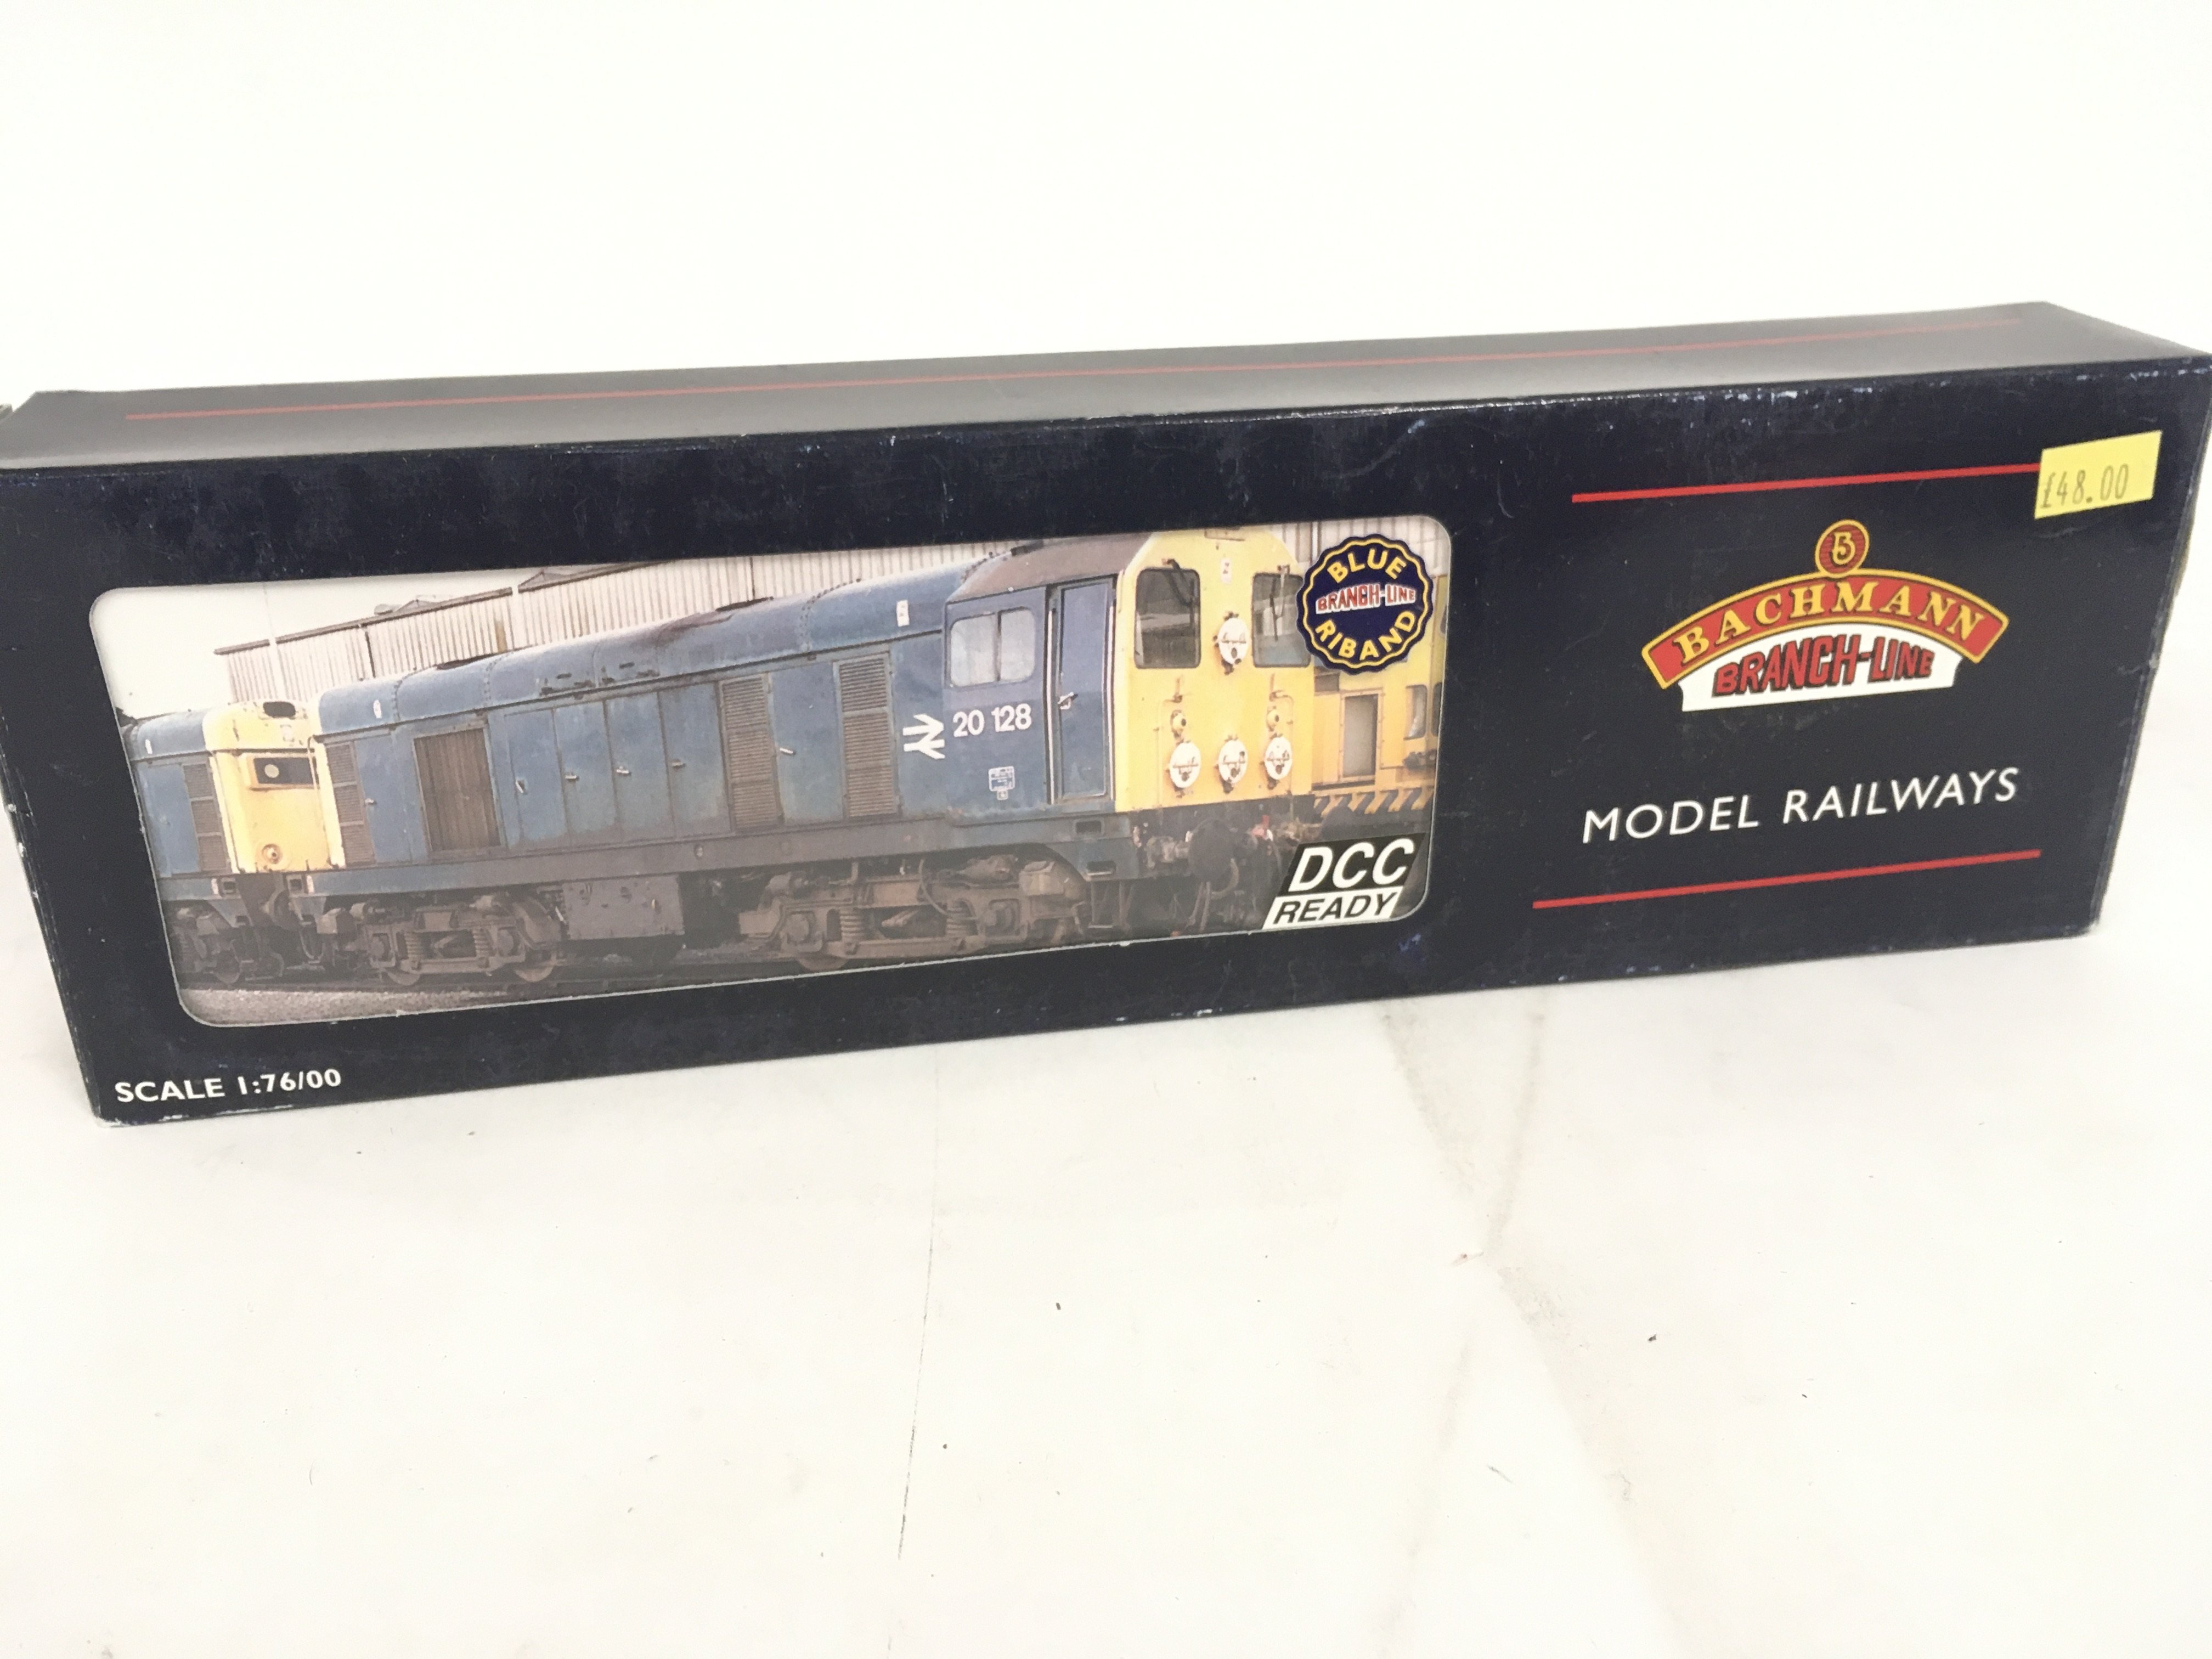 £48.00
BACHMANN
BRANCH-LINE
MODEL RAILWAYS
BLUE
BRANCH-LINE
RIBAND
20 128
DCC
READY
SCALE 1:76/00